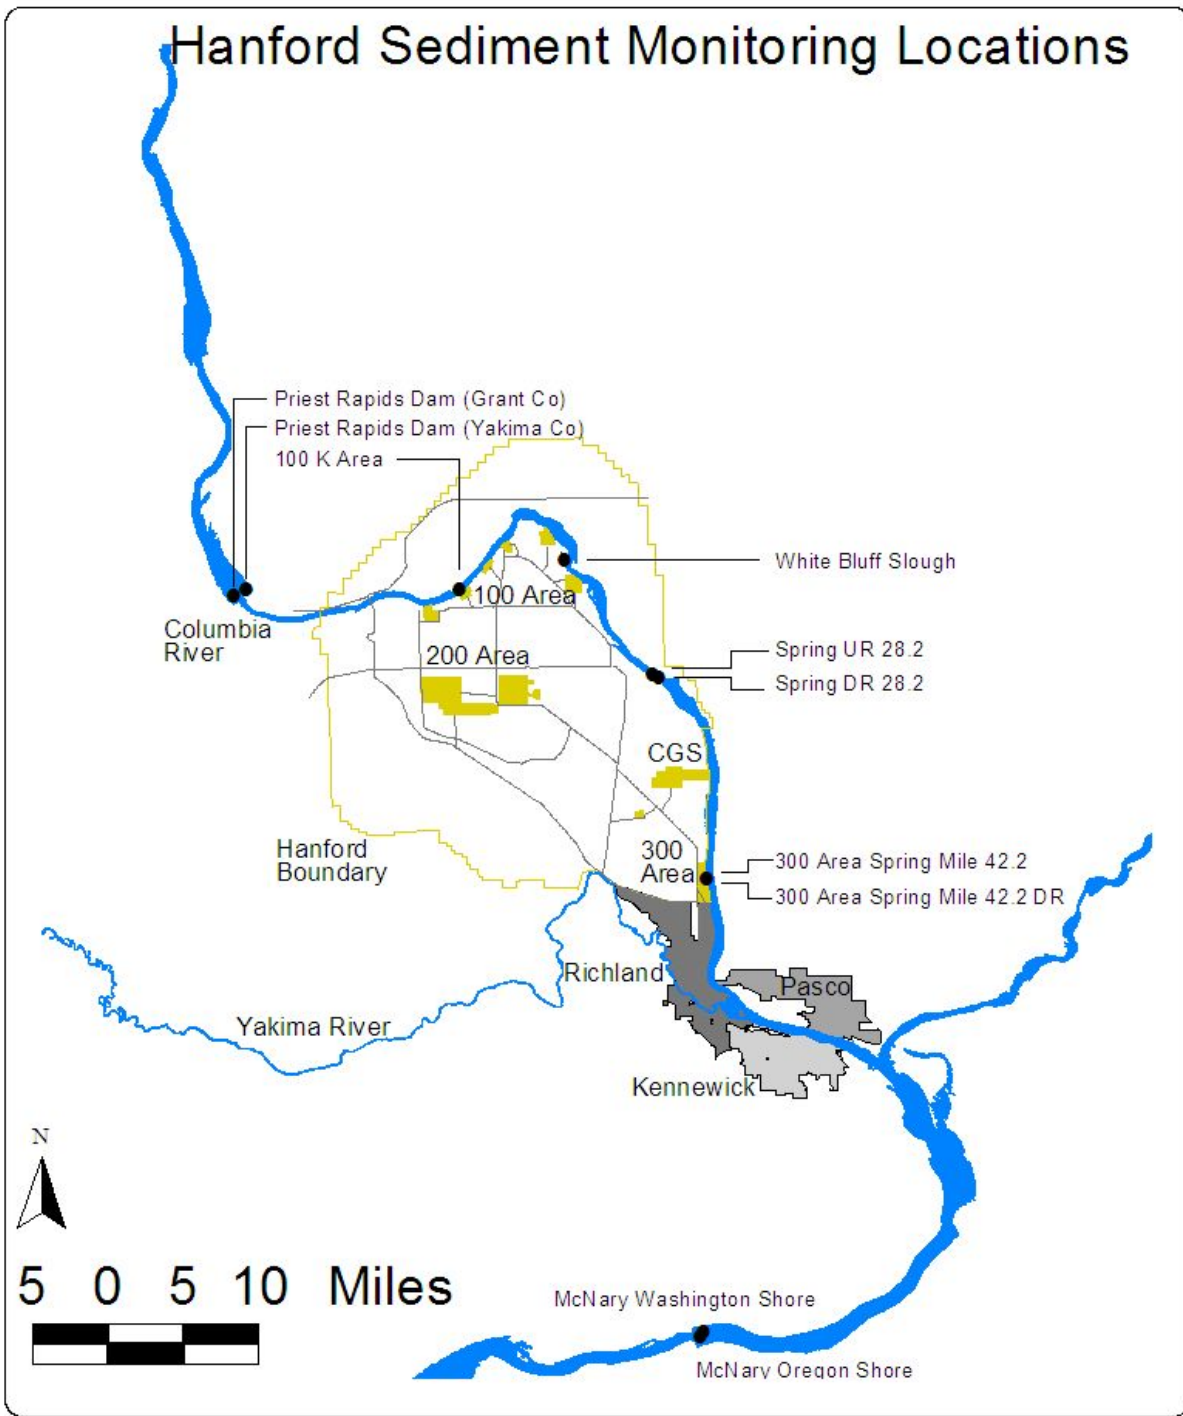 Hanford Sediment Monitoring Locations
Priest Rapids Dam (Grant Co)
Priest Rapids Dam (Yakima Co)
100 K Area
White Bluff Slough
100 Area
Columbia
River
200 Area
Spring UR 28.2
Spring DR 28.2
CGS
Hanford
Boundary
300
Area
300 Area Spring Mile 42.2
300 Area Spring Mile 42.2 DR
Richland
Pasco
Yakima River
Kennewick
N
5 0 5 10 Miles
McNary Washington Shore
McNary Oregon Shore